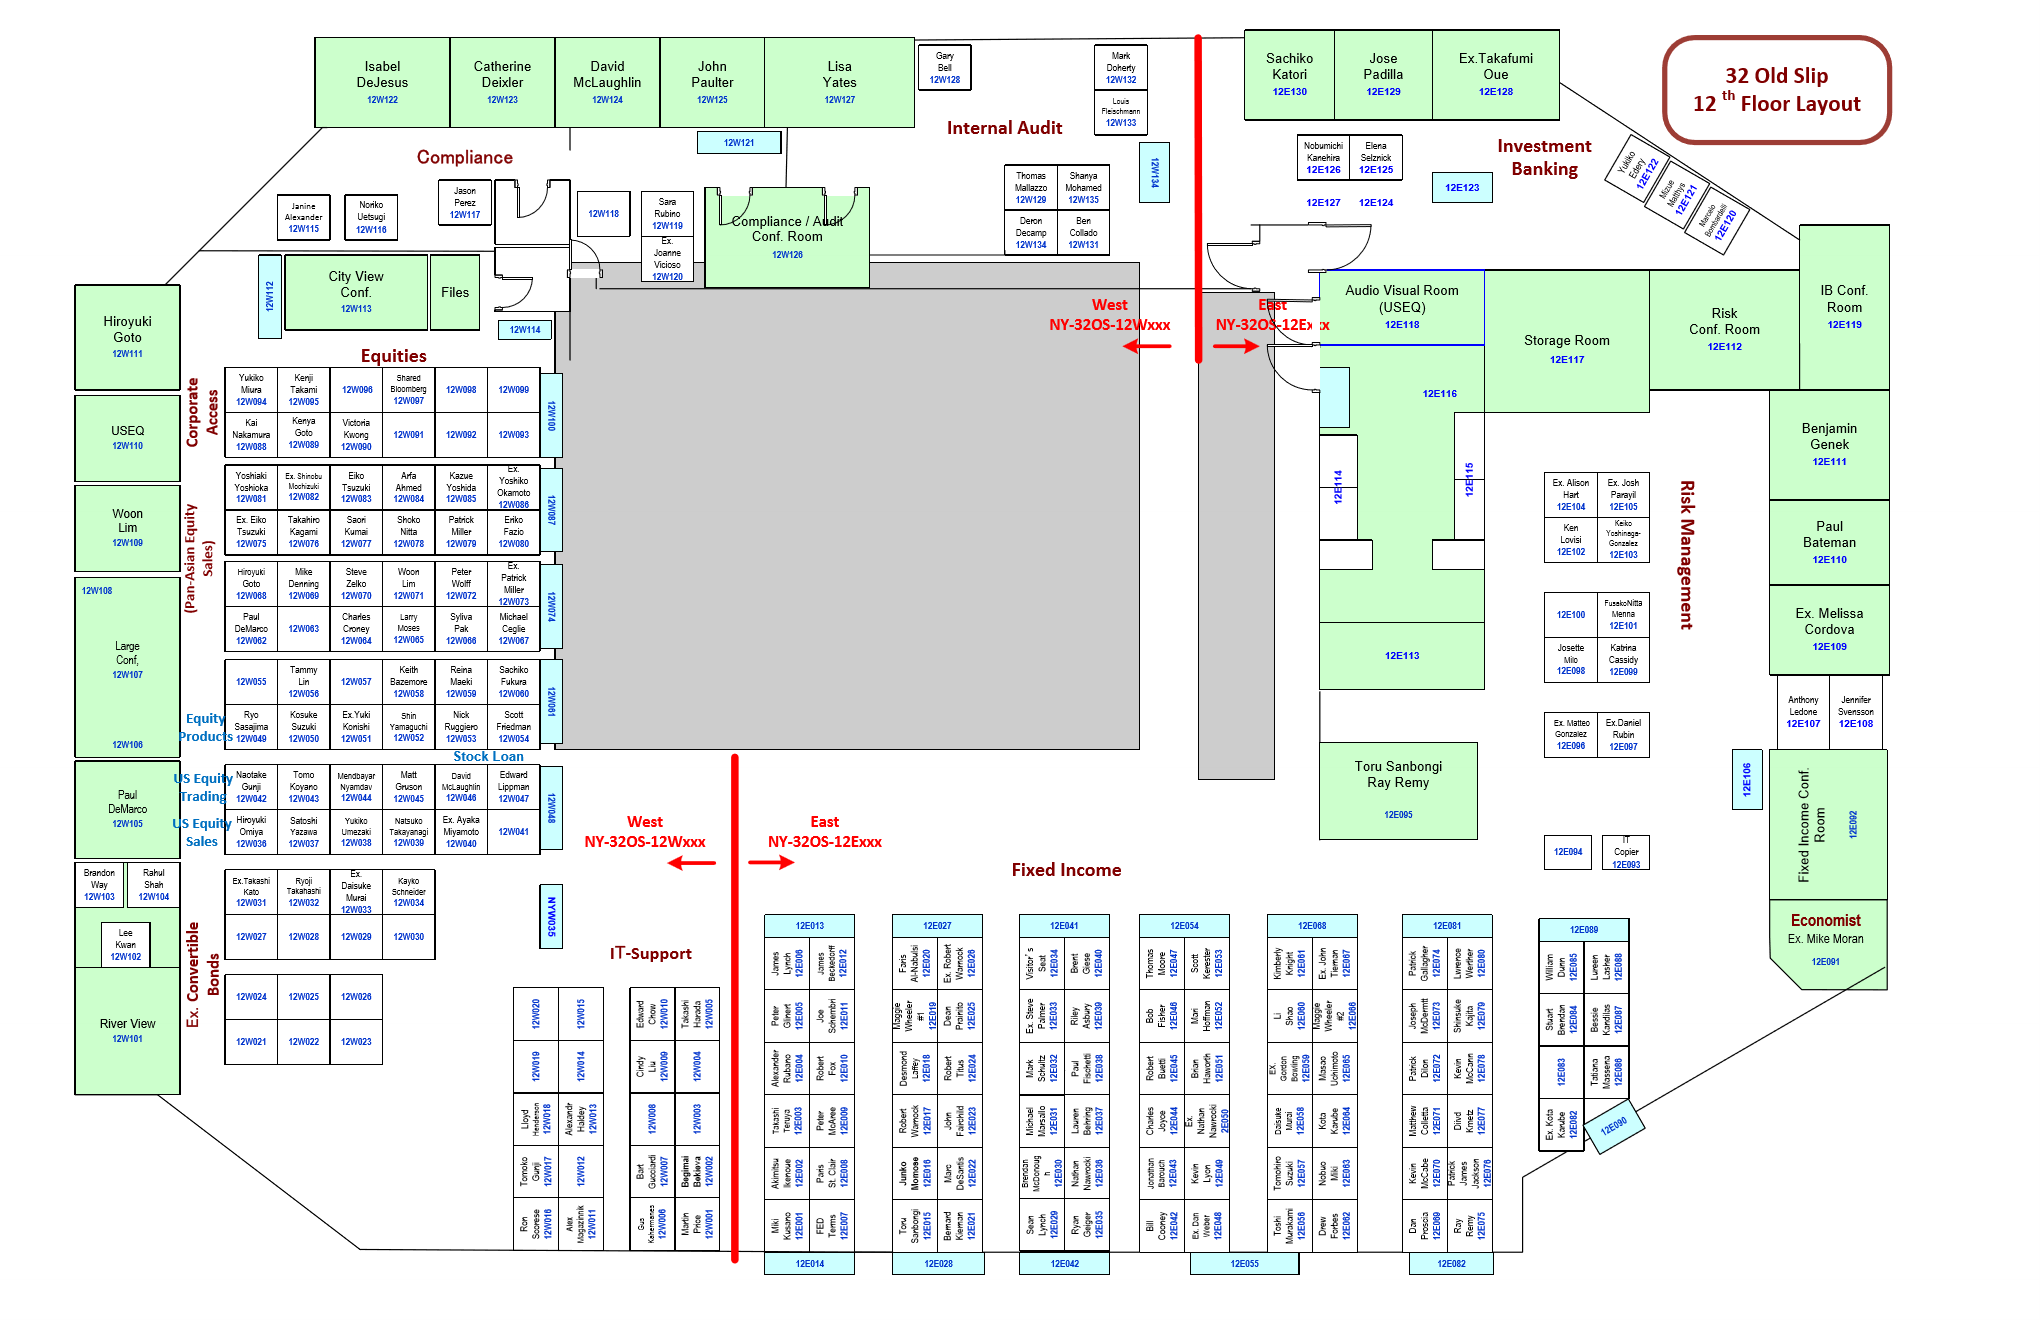 32 Old Slip
12 th Floor Layout
Isabel
DeJesus
12W122
Catherine
Deixler
12W123
David
McLaughlin
12W124
John
Paulter
12W125
Lisa
Yates
12W127
Gary
Bell
12W128
Mark
Doherty
12W132
Louis
Fleischmann
12W133
Sachiko
Katori
12E130
Jose
Padilla
12E129
Ex.Takafumi
Oue
12E128
Internal Audit
12W121
12W134
Compliance
Investment
Banking
Nobumichi
Kanehira
12E126
Elena
Selznick
12E125
12E127
12E124
12E123
Yukiko
Edery
12E122
Mizue
Matthys
12E121
Marcelo
Bombardelli
12E120
Janine
Alexander
12W115
Noriko
Uetsugi
12W116
Jason
Perez
12W117
12W118
Sara
Rubino
12W119
Ex.
Joanne
Vicioso
12W120
Compliance / Audit
Conf. Room
12W126
Thomas
Mallazzo
12W129
Shanya
Mohamed
12W135
Deron
Decamp
12W134
Ben
Collado
12W131
12W112
City View
Conf.
12W113
Files
12W114
West
NY-32OS-12Wxxx
East
NY-32OS-12Exxx
Audio Visual Room
(USEQ)
12E118
Storage Room
12E117
Risk
Conf. Room
12E112
IB Conf.
Room
12E119
Hiroyuki
Goto
12W111
USEQ
12W110
Woon
Lim
12W109
12W108
Large
Conf,
12W107
12W106
Paul
DeMarco
12W105
Brandon
Way
12W103
Rahul
Shah
12W104
Lee
Kwan
12W102
River View
12W101
Equities
Corporate
Access
(Pan-Asian Equity
Sales)
Equity
Products
US Equity
Trading
US Equity
Sales
Ex. Convertible
Bonds
Yukiko
Miura
12W094
Kenji
Takami
12W095
12W096
Shared
Bloomberg
12W097
12W098
12W099
12W100
Kai
Nakamura
12W088
Kenya
Goto
12W089
Victoria
Kwong
12W090
12W091
12W092
12W093
Yoshiaki
Yoshioka
12W081
Ex. Shinobu
Mochizuki
12W082
Eiko
Tsuzuki
12W083
Arfa
Ahmed
12W084
Kazue
Yoshida
12W085
Ex.
Yoshiko
Okamoto
12W086
12W087
Ex. Eiko
Tsuzuki
12W075
Takahiro
Kagami
12W076
Saori
Kumai
12W077
Shoko
Nitta
12W078
Patrick
Miller
12W079
Eriko
Fazio
12W080
Hiroyuki
Goto
12W068
Mike
Denning
12W069
Steve
Zelko
12W070
Woon
Lim
12W071
Peter
Wolff
12W072
Ex.
Patrick
Miller
12W073
12W074
Paul
DeMarco
12W062
12W063
Charles
Croney
12W064
Larry
Moses
12W065
Syliva
Pak
12W066
Michael
Ceglie
12W067
12W055
Tammy
Lin
12W056
12W057
Keith
Bazemore
12W058
Reina
Maeki
12W059
Sachiko
Fukura
12W060
12W061
Ryo
Sasajima
12W049
Kosuke
Suzuki
12W050
Ex.Yuki
Konishi
12W051
Shin
Yamaguchi
12W052
Nick
Ruggiero
12W053
Scott
Friedman
12W054
Stock Loan
Naotake
Gunji
12W042
Tomo
Koyano
12W043
Mendbayar
Nyamdav
12W044
Matt
Gruson
12W045
David
McLaughlin
12W046
Edward
Lippman
12W047
12W048
Hiroyuki
Omiya
12W036
Satoshi
Yazawa
12W037
Yukiko
Umezaki
12W038
Natsuko
Takayanagi
12W039
Ex. Ayaka
Miyamoto
12W040
12W041
Ex.Takashi
Kato
12W031
Ryoji
Takahashi
12W032
Ex.
Daisuke
Murai
12W033
Kayko
Schneider
12W034
NYW035
12W027
12W028
12W029
12W030
12W024
12W025
12W026
12W021
12W022
12W023
12E116
12E114
12E115
12E113
Toru Sanbongi
Ray Remy
12E095
Risk Management
Ex. Alison
Hart
12E104
Ex. Josh
Parayil
12E105
Ken
Lovisi
12E102
Keiko
Yoshinaga-
Gonzalez
12E103
12E100
FusakoNitta
Menna
12E101
Josette
Milo
12E098
Katrina
Cassidy
12E099
Ex. Matteo
Gonzalez
12E096
Ex.Daniel
Rubin
12E097
12E094
IT
Copier
12E093
Benjamin
Genek
12E111
Paul
Bateman
12E110
Ex. Melissa
Cordova
12E109
Anthony
Ledone
12E107
Jennifer
Svensson
12E108
12E106
Fixed Income Conf.
Room
12E092
Economist
Ex. Mike Moran
12E091
West
NY-32OS-12Wxxx
East
NY-32OS-12Exxx
Fixed Income
IT-Support
12W020
12W015
12W019
12W014
Lloyd
Henderson
12W018
Alexandr
Haldey
12W013
Tomoko
Gunji
12W017
12W012
Ron
Scorese
12W016
Alex
Magazhnik
12W011
Edward
Chow
12W010
Takashi
Harada
12W005
Cindy
Liu
12W009
12W004
12W008
12W003
Bart
Gucciardi
12W007
Begimai
Bekieva
12W002
Gus
Kahermanes
12W006
Martin
Price
12W001
12E013
James
Lynch
12E006
James
Beckedorff
12E012
Peter
Glinert
12E005
Joe
Schembri
12E011
Alexander
Rubano
12E004
Robert
Fox
12E010
Takashi
Teruya
12E003
Peter
McAree
12E009
Akimitsu
Ikenoue
12E002
Paris
St. Clair
12E008
Miki
Kusano
12E001
FED
Terms
12E007
12E014
12E027
Faris
Al-Nabulsi
12E020
Ex. Robert
Warnock
12E026
Maggie
Wheeler
#1
12E019
Dean
Prainito
12E025
Desmond
Laffey
12E018
Robert
Titus
12E024
Robert
Warnock
12E017
John
Fairchild
12E023
Junko
Momose
12E016
Marc
DeSantis
12E022
Toru
Sanbongi
12E015
Bernard
Kiernan
12E021
12E028
12E041
Visitor's
Seat
12E034
Brent
Giese
12E040
Ex. Steve
Palmer
12E033
Riley
Asbury
12E039
Mark
Schultz
12E032
Paul
Fischetti
12E038
Michael
Marsallo
12E031
Lauren
Behring
12E037
Brendan
McDonoug
h
12E030
Nathan
Nawrocki
12E036
Sean
Lynch
12E029
Ryan
Geiger
12E035
12E042
12E054
Thomas
Moore
12E047
Scott
Kerester
12E053
Bob
Fisher
12E046
Mari
Hoffman
12E052
Robert
Buetti
12E045
Brian
Haworth
12E051
Charles
Joyce
12E044
Ex.
Nathan
Nawrocki
2E050
Jonathan
Barouch
12E043
Kevin
Lyon
12E049
Bill
Cooney
12E042
Ex. Dan
Weber
12E048
12E055
12E068
Kimberly
Knight
12E061
Ex. John
Tiernan
12E067
Li
Shao
12E060
Maggie
Wheeler
#2
12E066
Ex.
Gordon
Bowling
12E059
Masao
Uchimoto
12E065
Daisuke
Murai
12E058
Kota
Karube
12E064
Tomohiro
Suzuki
12E057
Nobuo
Miki
12E063
Toshi
Murakami
12E056
Drew
Forbes
12E062
12E081
Patrick
Gallagher
12E074
Lwrence
Werther
12E080
Joseph
McDermtt
12E073
Shinsuke
Kajita
12E079
Patrick
Dilon
12E072
Kevin
McCann
12E078
Matthew
Colletta
12E071
Diivd
Kmetz
12E077
Kevin
McCabe
12E070
Patrick
James
Jackson
12E076
Dan
Proscia
12E069
Ray
Remy
12E075
12E082
12E089
William
Dunn
12E085
Lureen
Lasher
12E088
Stuart
Brendan
12E084
Bessie
Kandilas
12E087
12E083
Tatiana
Massena
12E086
Ex. Kota
Karube
12E082
12E090